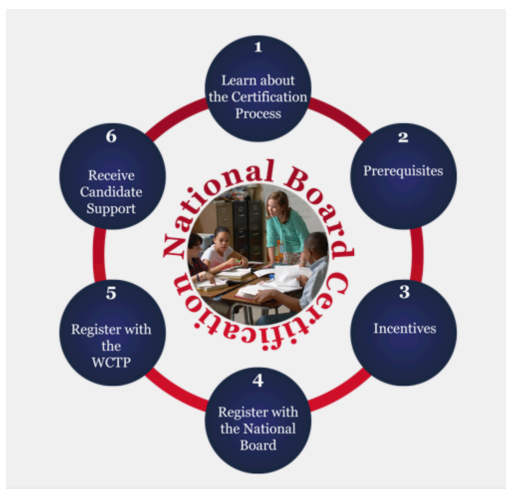 1
Learn about
the Certification
Process
2
Prerequisites
3
Incentives
4
Register with
the National
Board
5
Register with
the
WCTP
6
Receive
Candidate
Support
National Board Certification